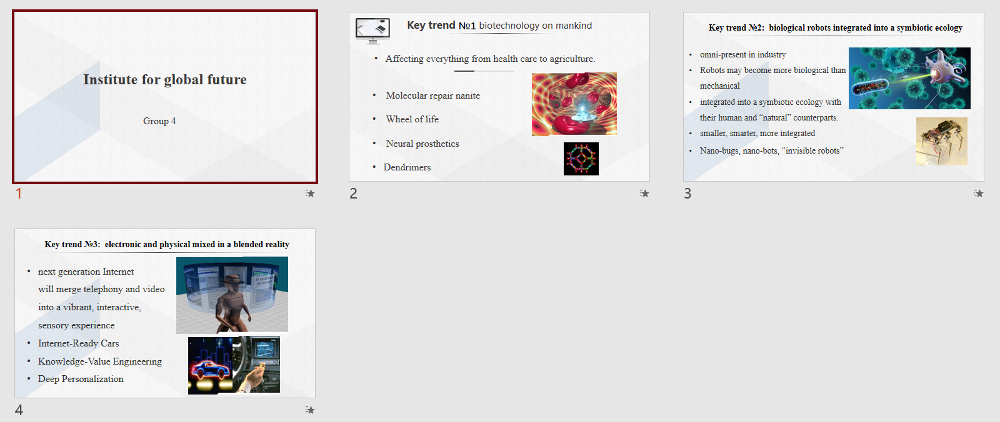 Institute for global future
Group 4
1
Key trend №1 biotechnology on mankind
• Affecting everything from health care to agriculture.
• Molecular repair nanite
• Wheel of life
• Neural prosthetics
• Dendrimers
2
Key trend №2: biological robots integrated into a symbiotic ecology
• omni-present in industry
• Robots may become more biological than
mechanical
• integrated into a symbiotic ecology with
their human and “natural” counterparts.
• smaller, smarter, more integrated
• Nano-bugs, nano-bots, “invisible robots”
3
Key trend №3: electronic and physical mixed in a blended reality
• next generation Internet
will merge telephony and video
into a vibrant, interactive,
sensory experience
• Internet-Ready Cars
• Knowledge-Value Engineering
• Deep Personalization
4